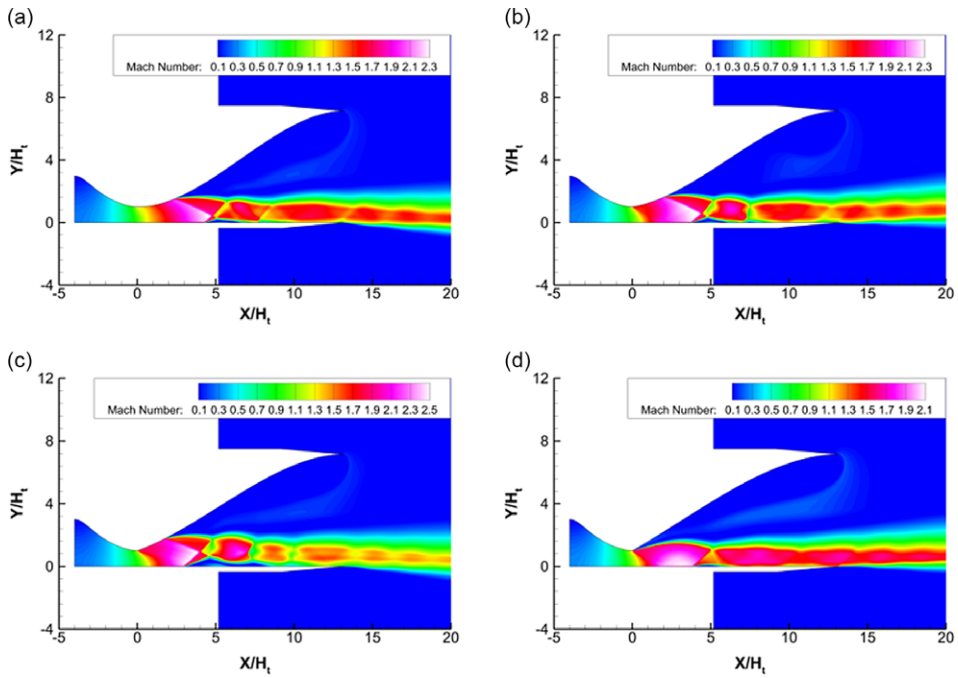 (a)
12
8
4
0
-4
Y/Ht
Mach Number: 0.1 0.3 0.5 0.7 0.9 1.1 1.3 1.5 1.7 1.9 2.1 2.3
-5 0 5 10 15 20
X/Ht
(b)
12
8
4
0
-4
Y/Ht
Mach Number: 0.1 0.3 0.5 0.7 0.9 1.1 1.3 1.5 1.7 1.9 2.1 2.3
-5 0 5 10 15 20
X/Ht
(c)
12
8
4
0
-4
Y/Ht
Mach Number: 0.1 0.3 0.5 0.7 0.9 1.1 1.3 1.5 1.7 1.9 2.1 2.3 2.5
-5 0 5 10 15 20
X/Ht
(d)
12
8
4
0
-4
Y/Ht
Mach Number: 0.1 0.3 0.5 0.7 0.9 1.1 1.3 1.5 1.7 1.9 2.1
-5 0 5 10 15 20
X/Ht